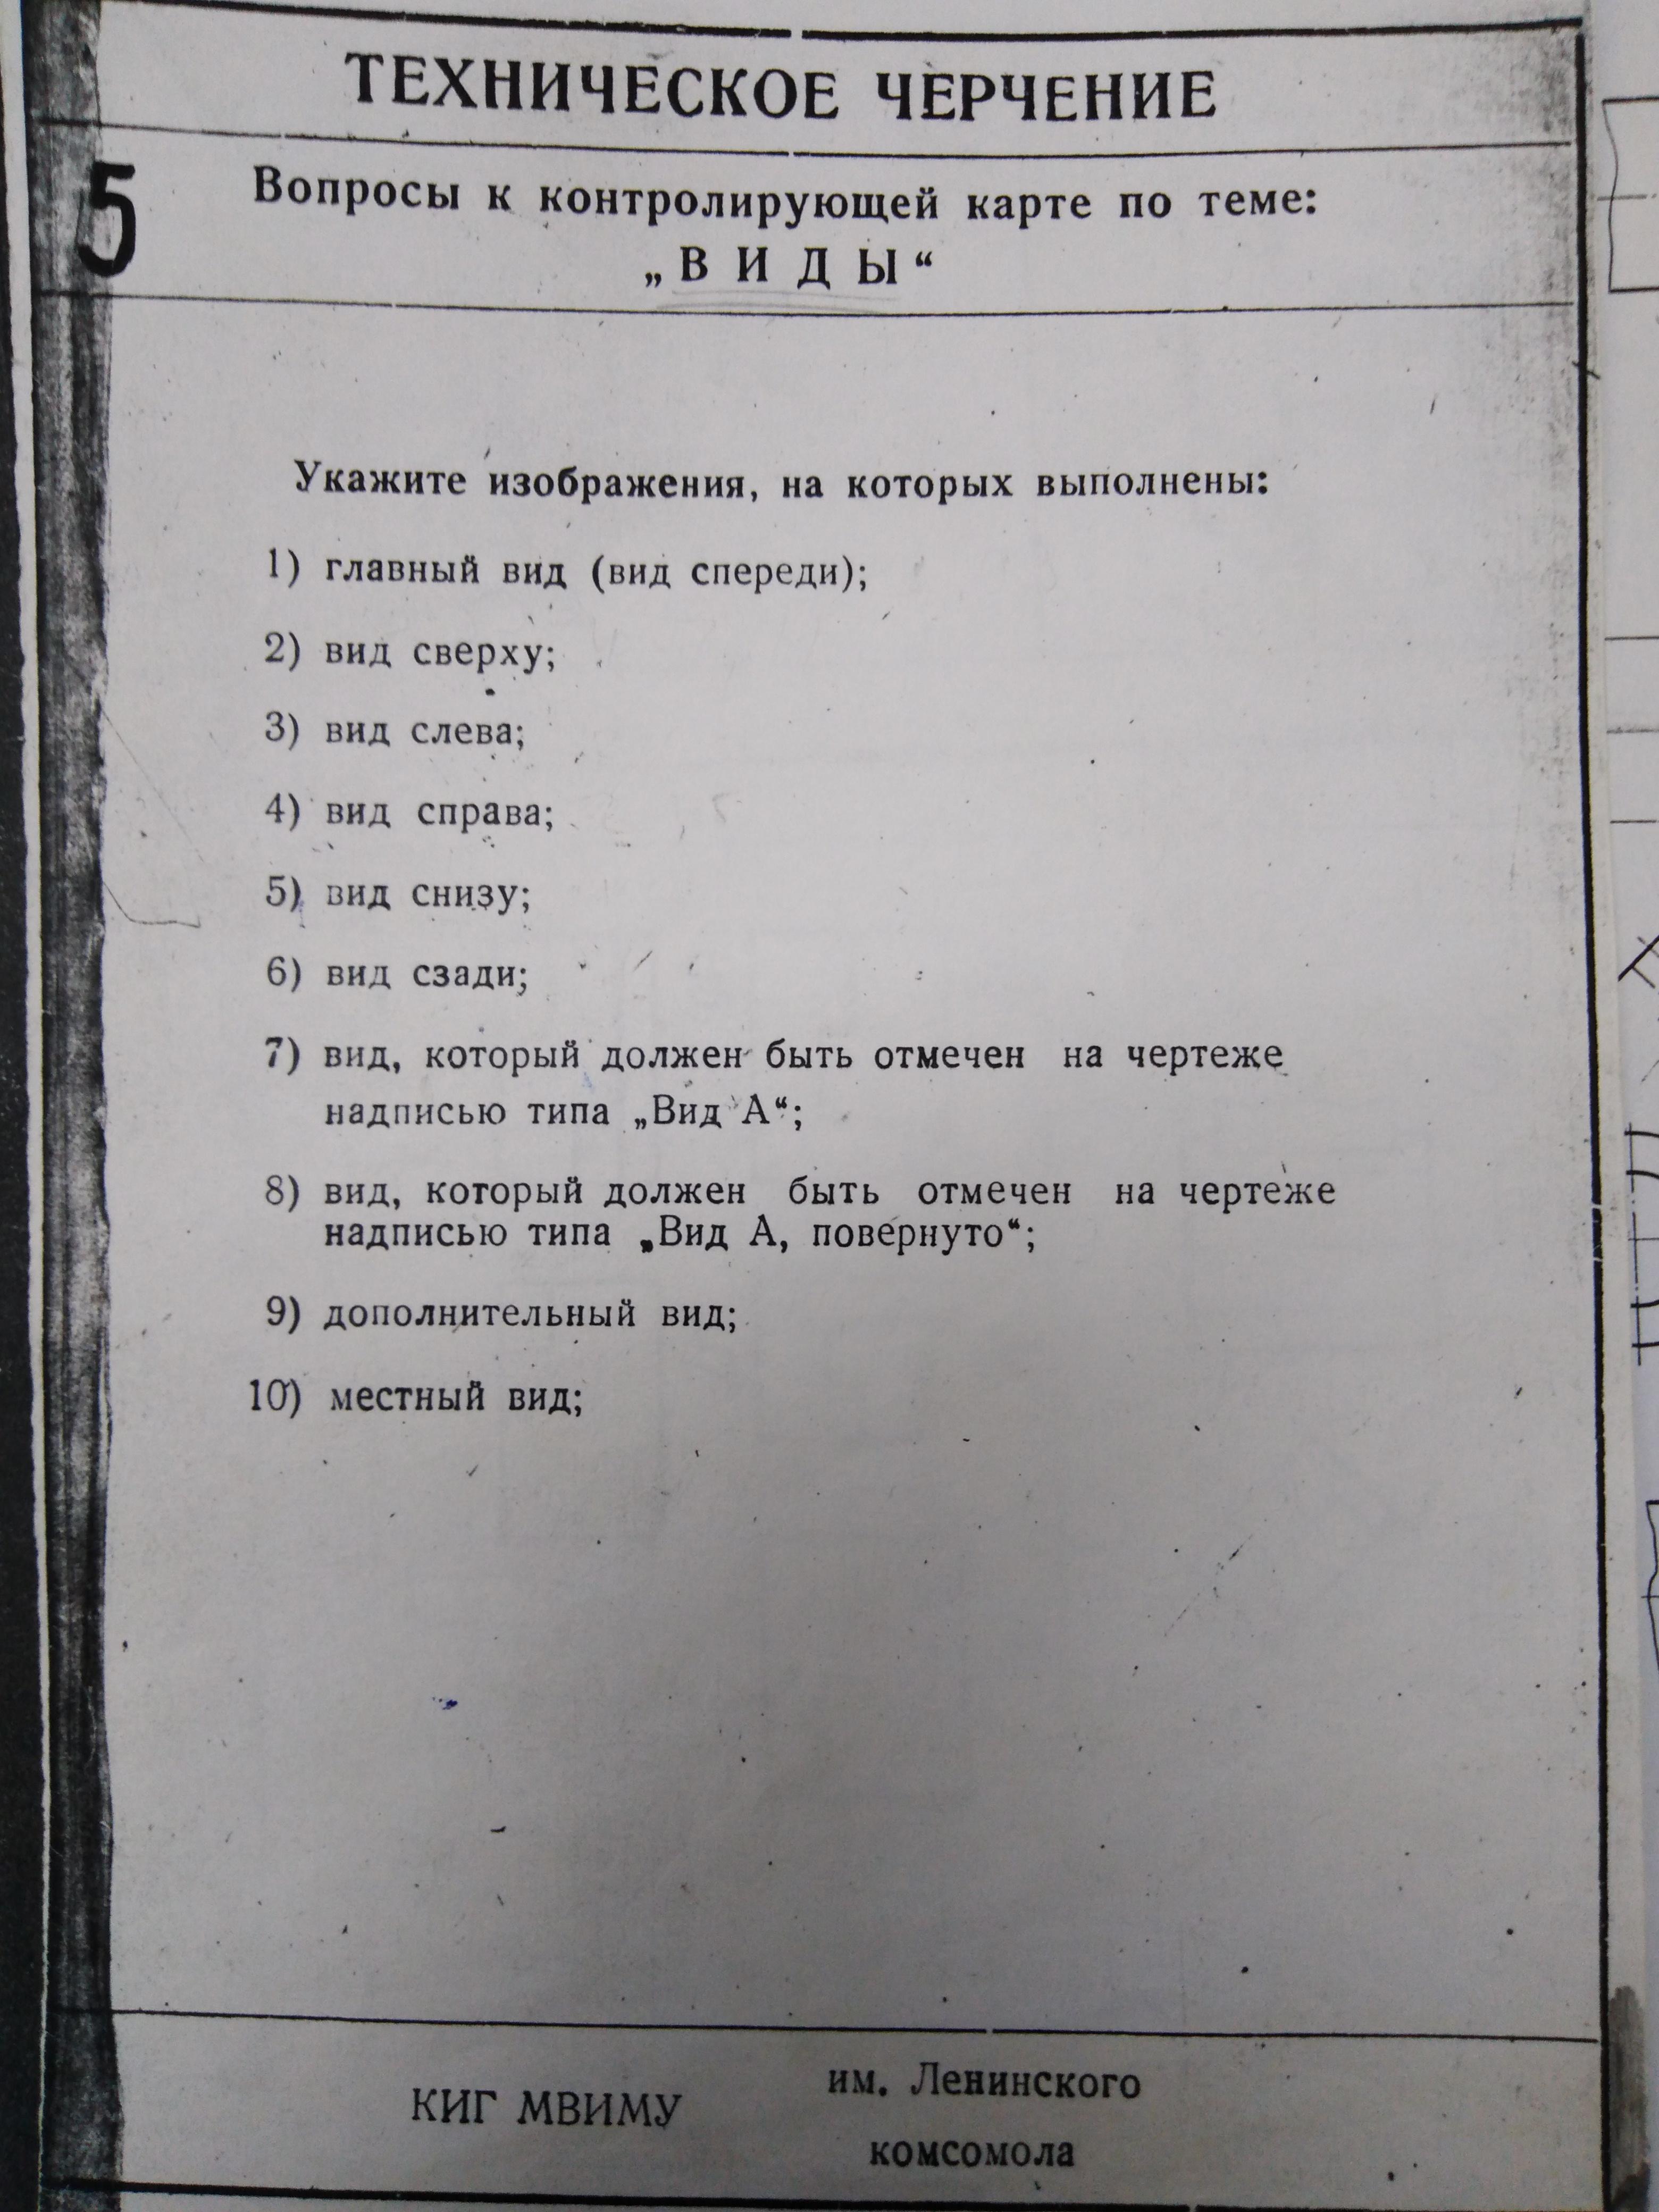 ТЕХНИЧЕСКОЕ ЧЕРЧЕНИЕ
5
Вопросы к контролирующей карте по теме:
„ВИДЫ“
Укажите изображения, на которых выполнены:
1) главный вид (вид спереди);
2) вид сверху;
3) вид слева;
4) вид справа;
5) вид снизу;
6) вид сзади;
7) вид, который должен быть отмечен на чертеже
надписью типа „Вид А“;
8) вид, который должен быть отмечен на чертеже
надписью типа „Вид А, повернуто“;
9) дополнительный вид;
10) местный вид;
КИГ МВИМУ
им. Ленинского
комсомола